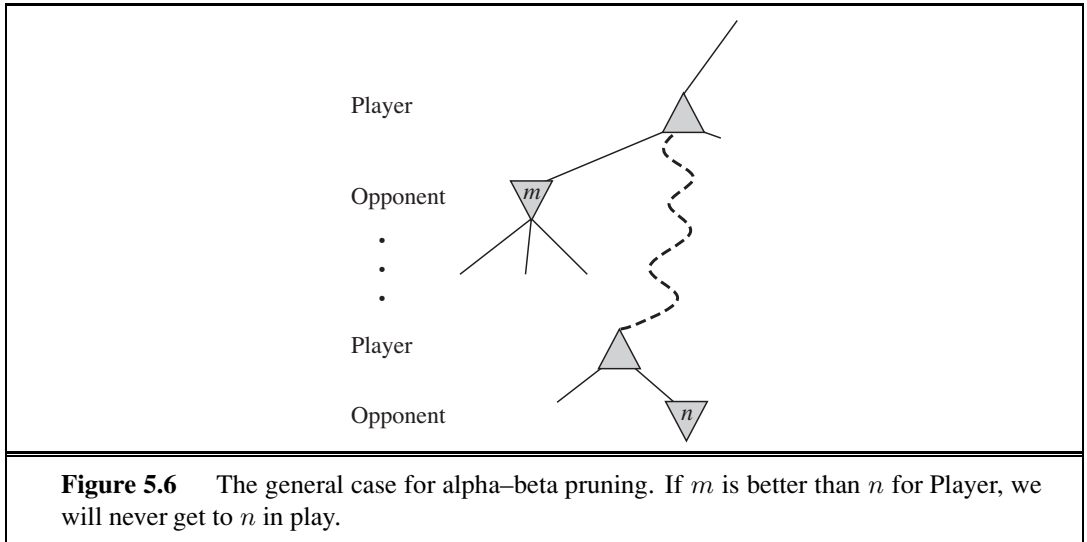 Player
Opponent
m
Player
Opponent
n
Figure 5.6 The general case for alpha–beta pruning. If m is better than n for Player, we
will never get to n in play.